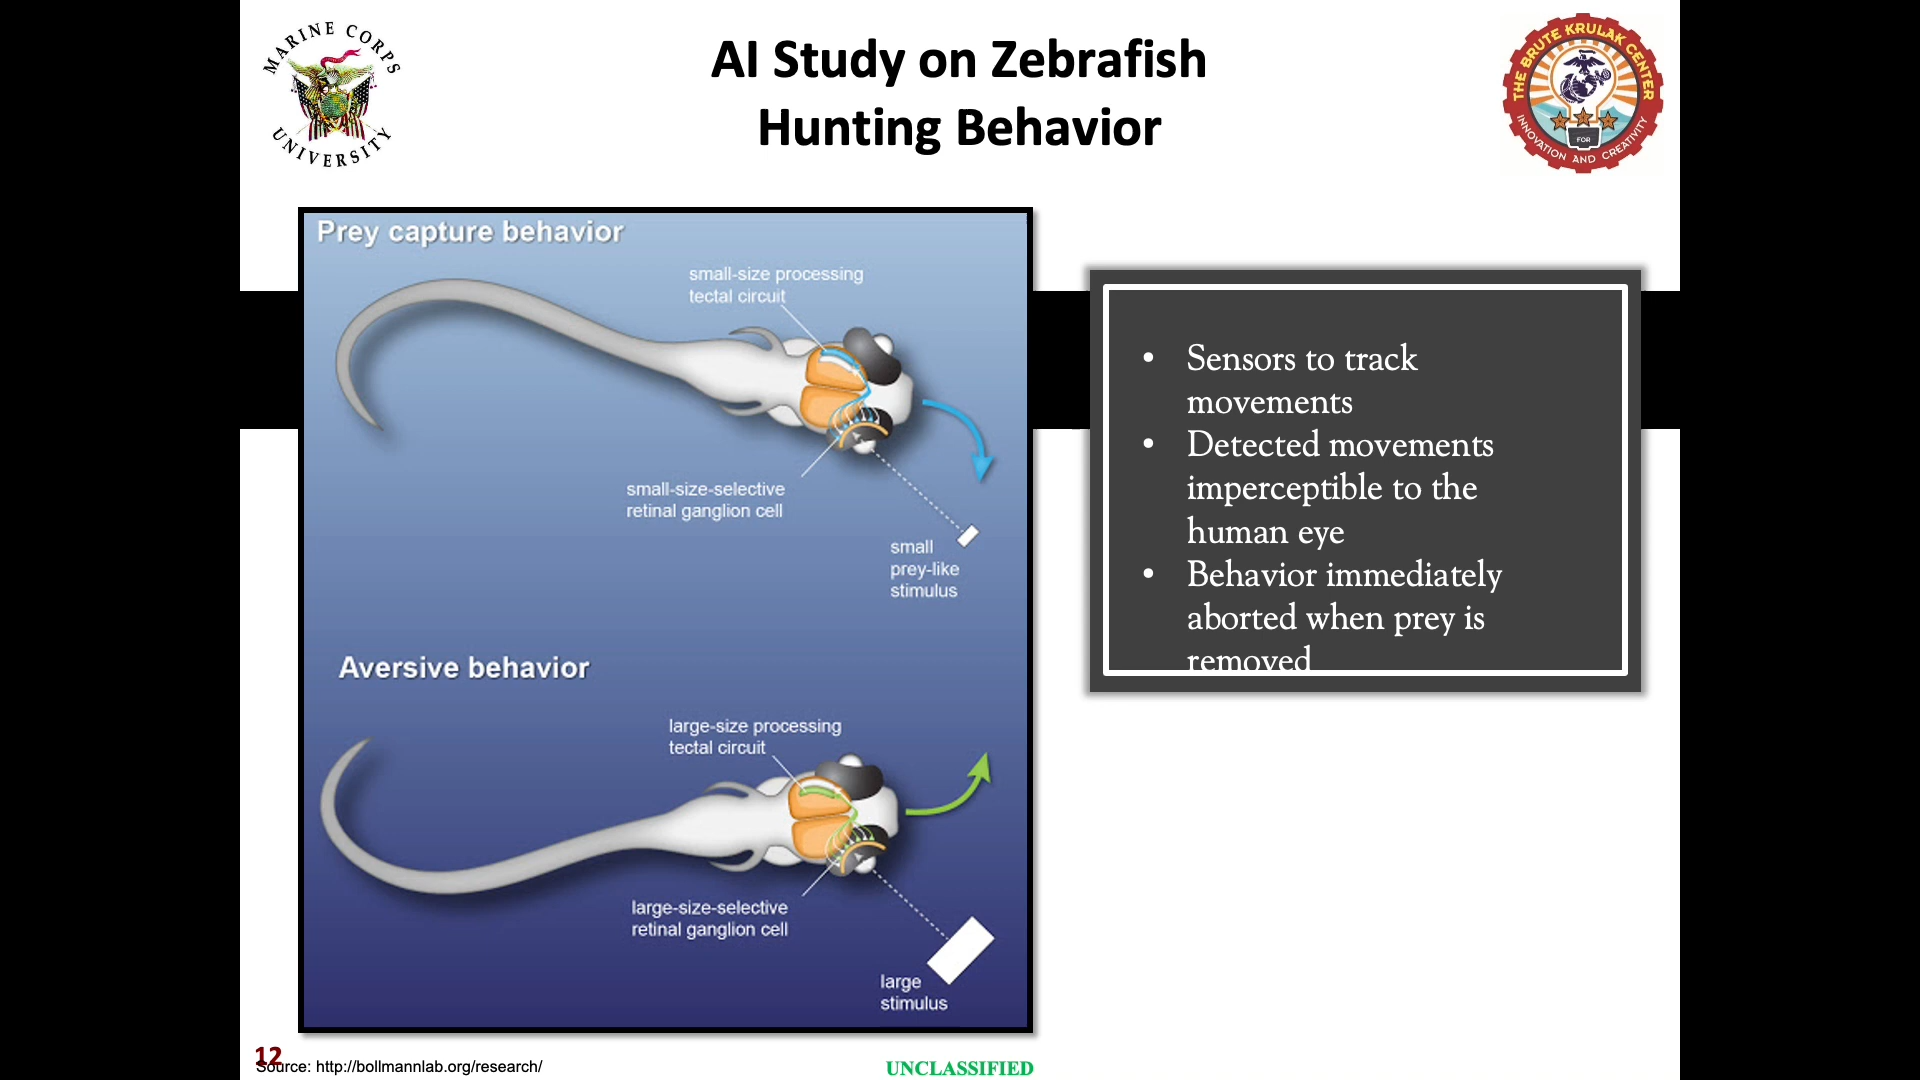 MARINE CORPS
UNIVERSITY
AI Study on Zebrafish
Hunting Behavior
THE BRUTE KRULAK CENTER
FOR
INNOVATION AND CREATIVITY
Prey capture behavior
small-size processing
tectal circuit
small-size-selective
retinal ganglion cell
small
prey-like
stimulus
Aversive behavior
large-size processing
tectal circuit
large-size-selective
retinal ganglion cell
large
stimulus
• Sensors to track
movements
• Detected movements
imperceptible to the
human eye
• Behavior immediately
aborted when prey is
removed
12
Source: http://bollmannlab.org/research/
UNCLASSIFIED